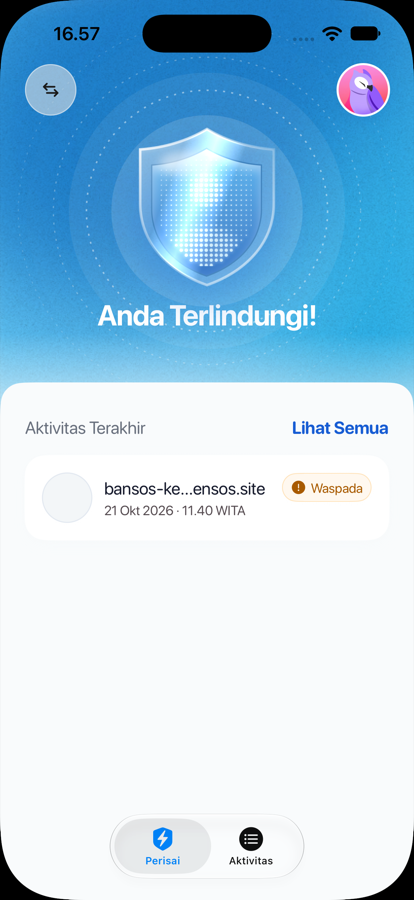 16.57
Anda Terlindungi!
Aktivitas Terakhir
Lihat Semua
bansos-ke...ensos.site
Waspada
21 Okt 2026 · 11.40 WITA
Perisai
Aktivitas